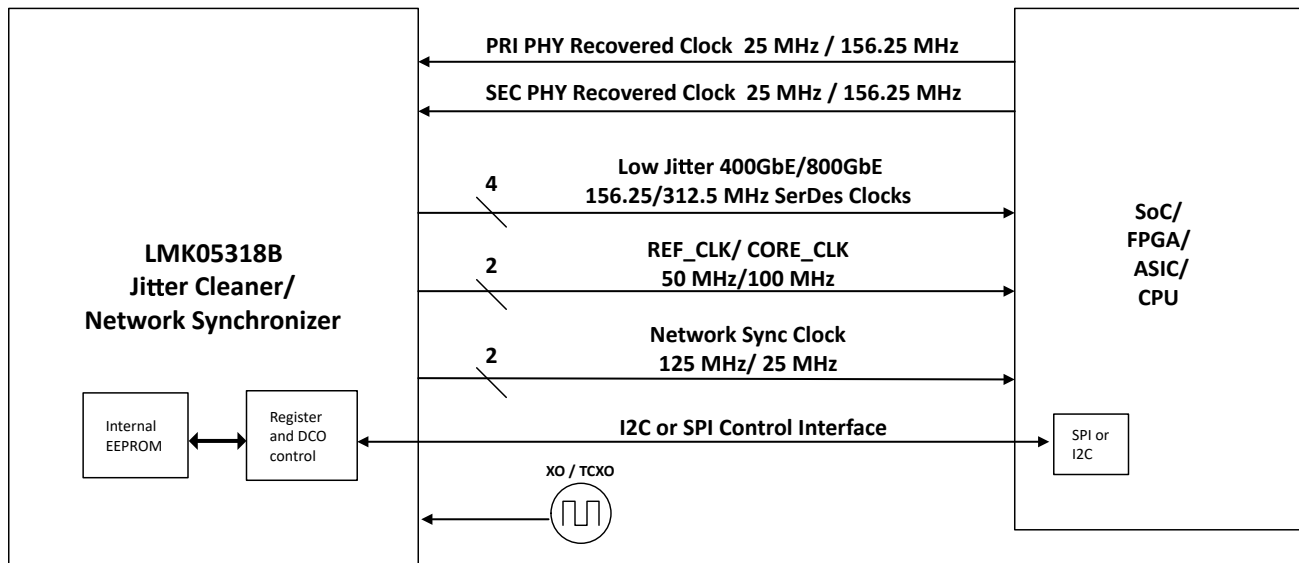 PRI PHY Recovered Clock 25 MHz / 156.25 MHz
SEC PHY Recovered Clock 25 MHz / 156.25 MHz
4
Low Jitter 400GbE/800GbE
156.25/312.5 MHz SerDes Clocks
LMK05318B
Jitter Cleaner/
Network Synchronizer
2
REF_CLK/ CORE_CLK
50 MHz/100 MHz
SoC/
FPGA/
ASIC/
CPU
2
Network Sync Clock
125 MHz/ 25 MHz
Internal
EEPROM
Register
and DCO
control
I2C or SPI Control Interface
SPI or
I2C
XO / TCXO